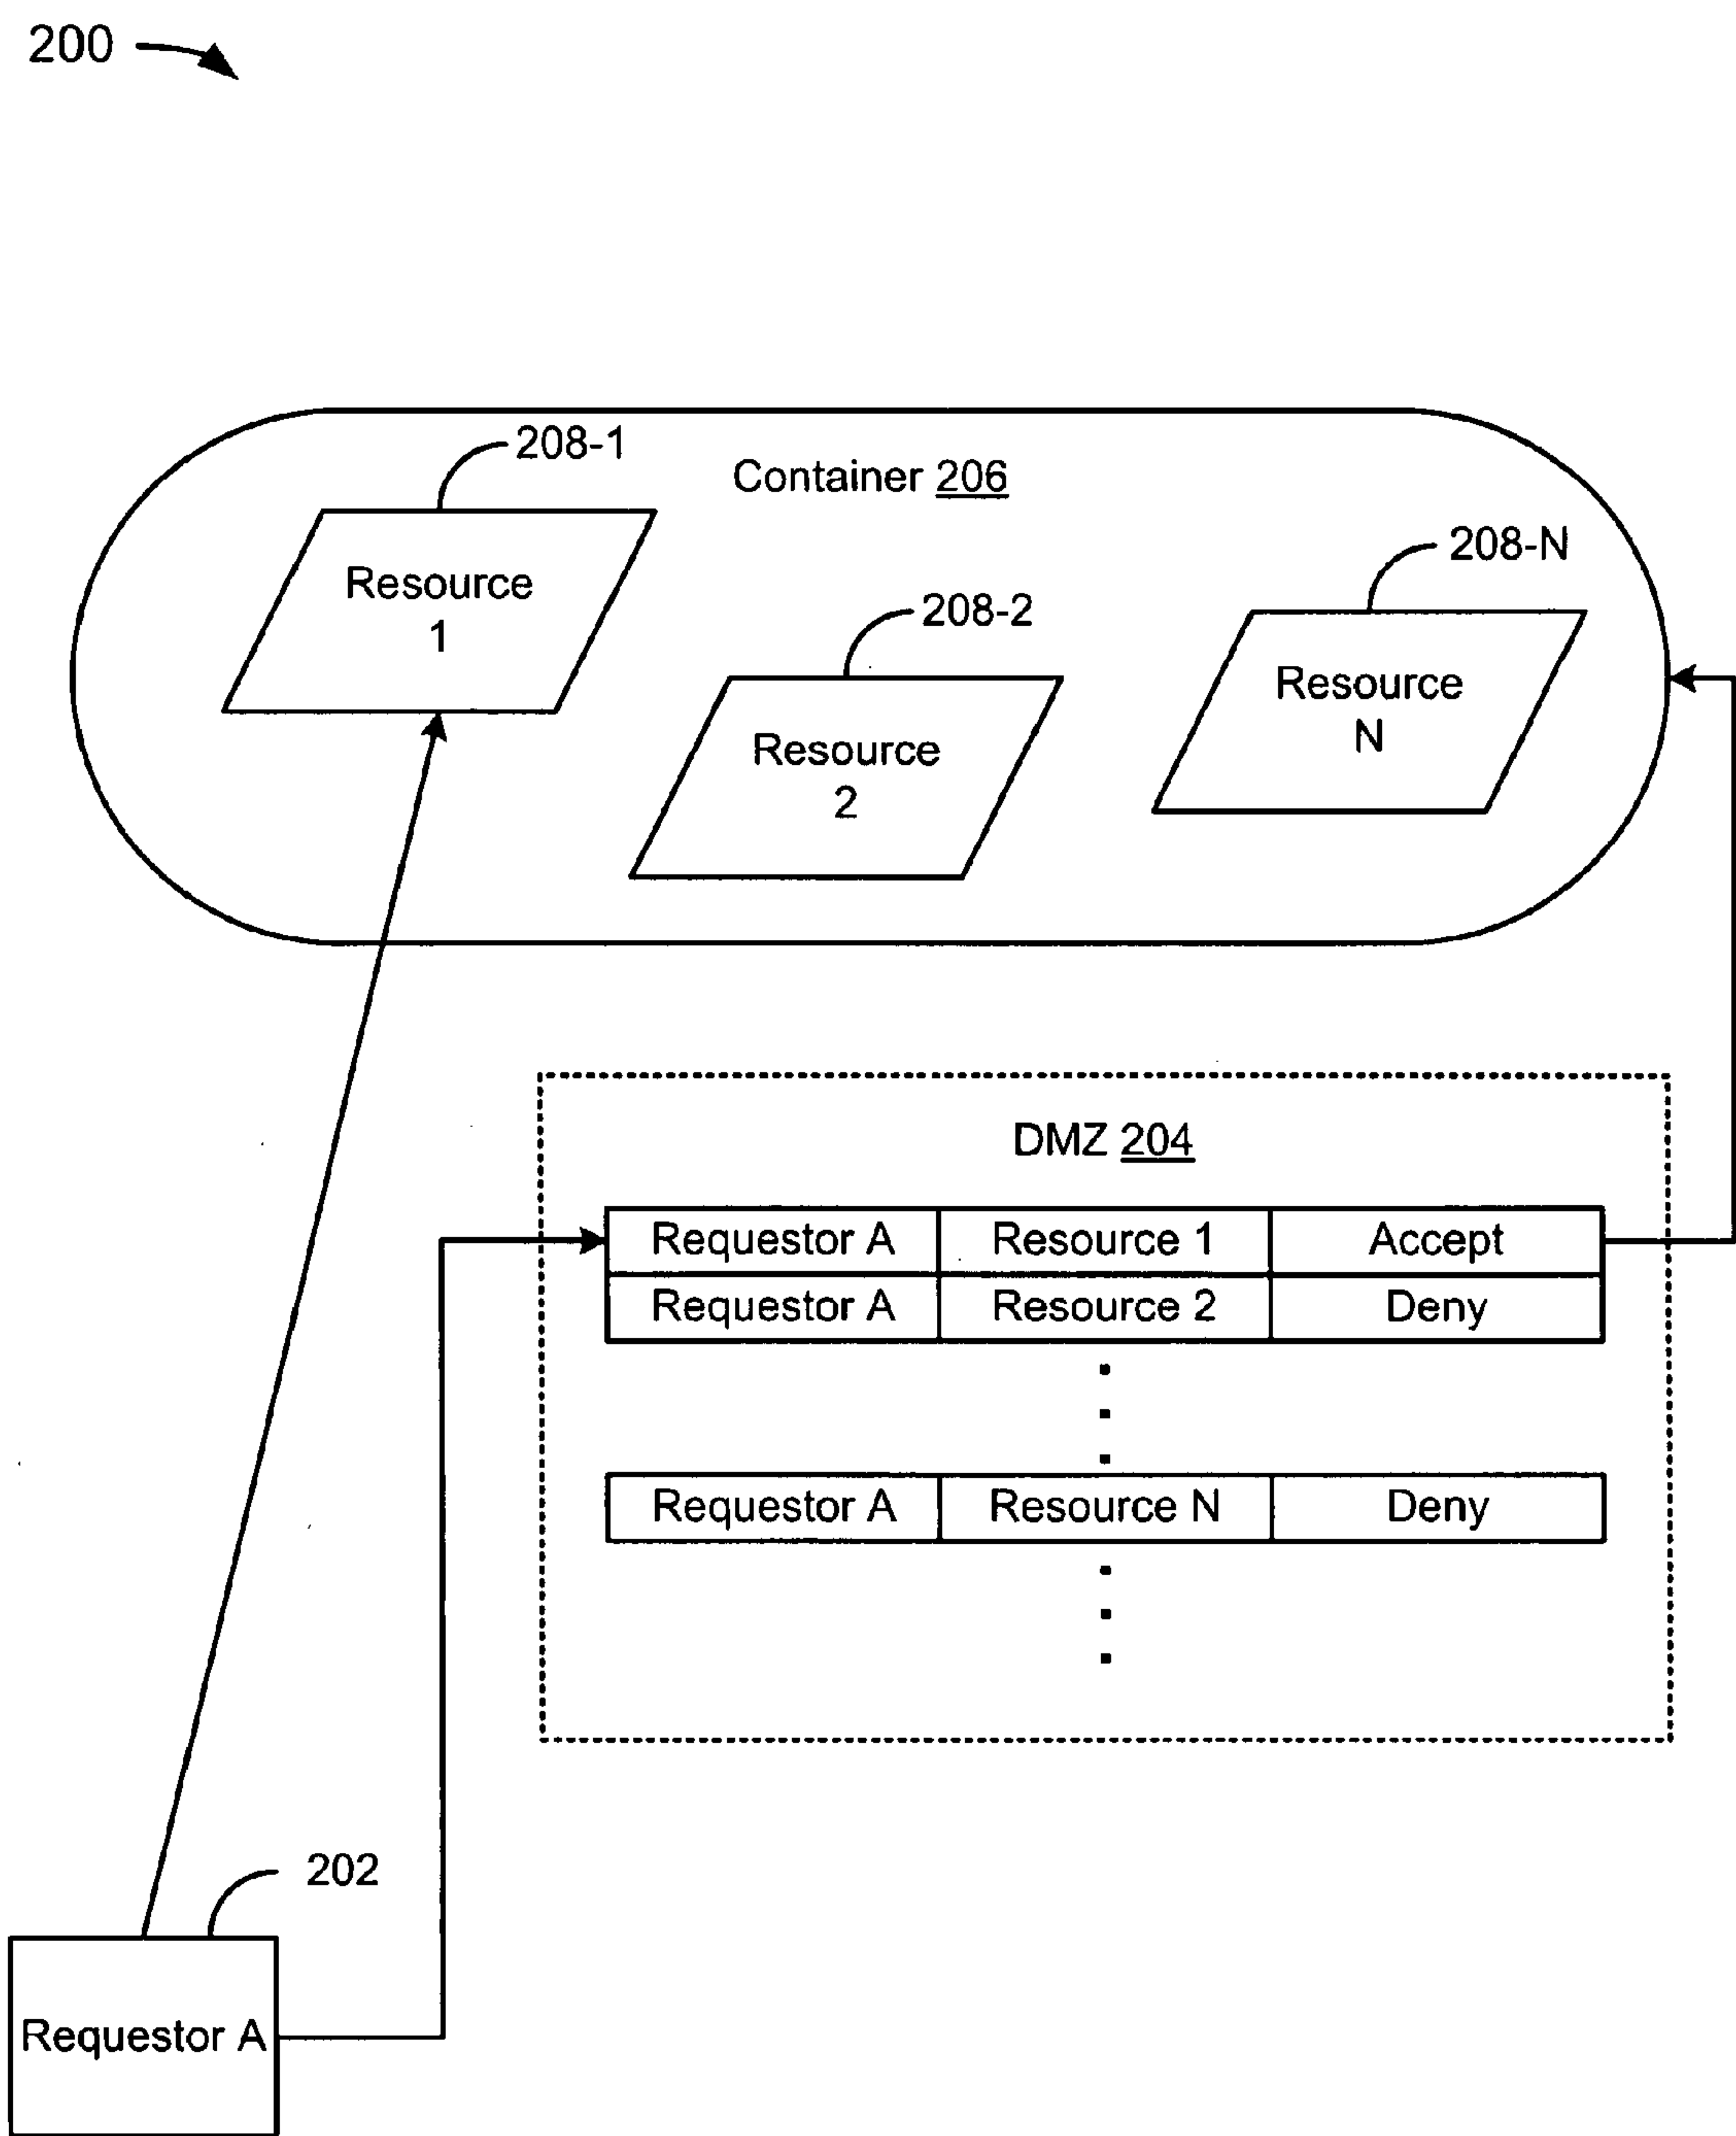 200
208-1
Container 206
208-N
Resource
1
208-2
Resource
N
Resource
2
DMZ 204
Requestor A Resource 1 Accept
Requestor A Resource 2 Deny
Requestor A Resource N Deny
202
Requestor A